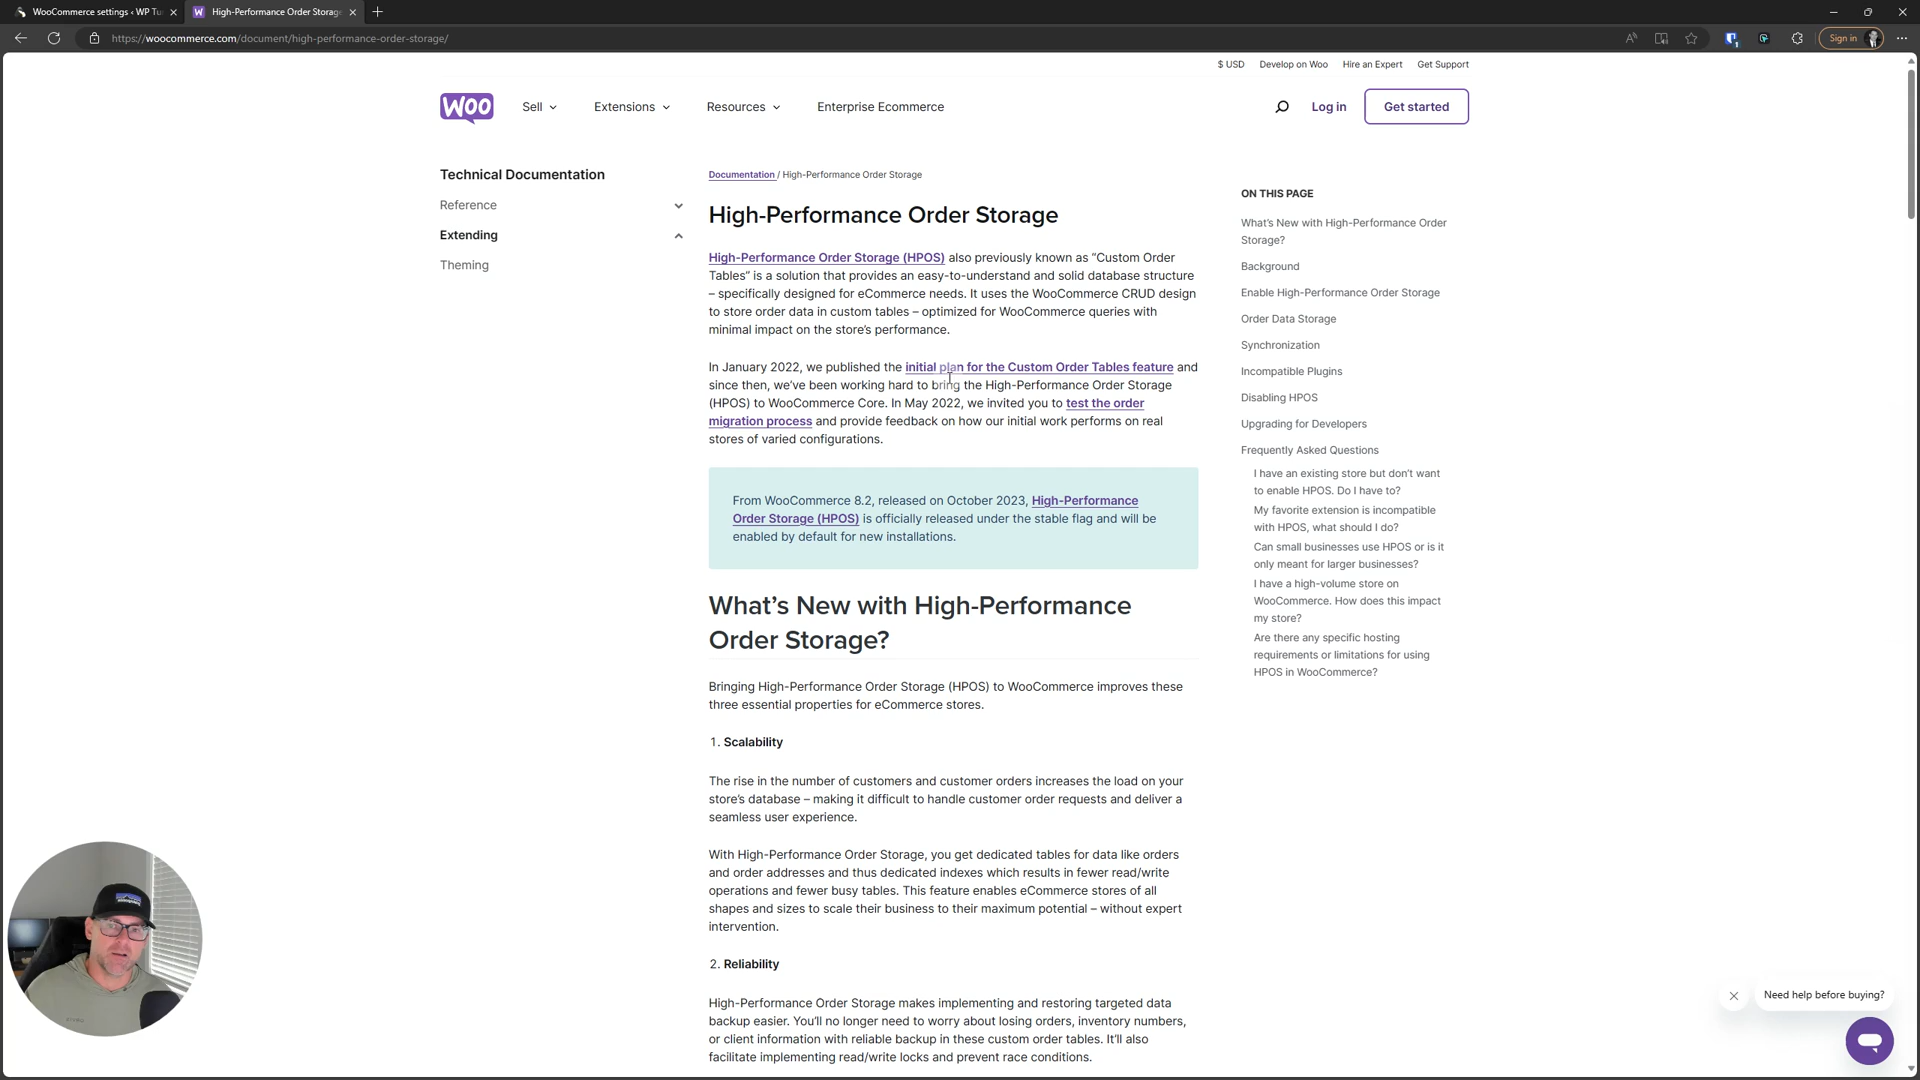 WooCommerce settings ‹ WP Tu
High-Performance Order Storage
https://woocommerce.com/document/high-performance-order-storage/
Sign in
$ USD
Develop on Woo
Hire an Expert
Get Support
WOO
Sell
Extensions
Resources
Enterprise Ecommerce
Log in
Get started
Technical Documentation
Reference
Extending
Theming
Documentation / High-Performance Order Storage
High-Performance Order Storage
High-Performance Order Storage (HPOS) also previously known as “Custom Order
Tables” is a solution that provides an easy-to-understand and solid database structure
– specifically designed for eCommerce needs. It uses the WooCommerce CRUD design
to store order data in custom tables – optimized for WooCommerce queries with
minimal impact on the store’s performance.
In January 2022, we published the initial plan for the Custom Order Tables feature and
since then, we’ve been working hard to bring the High-Performance Order Storage
(HPOS) to WooCommerce Core. In May 2022, we invited you to test the order
migration process and provide feedback on how our initial work performs on real
stores of varied configurations.
From WooCommerce 8.2, released on October 2023, High-Performance
Order Storage (HPOS) is officially released under the stable flag and will be
enabled by default for new installations.
What’s New with High-Performance
Order Storage?
Bringing High-Performance Order Storage (HPOS) to WooCommerce improves these
three essential properties for eCommerce stores.
1. Scalability
The rise in the number of customers and customer orders increases the load on your
store’s database – making it difficult to handle customer order requests and deliver a
seamless user experience.
With High-Performance Order Storage, you get dedicated tables for data like orders
and order addresses and thus dedicated indexes which results in fewer read/write
operations and fewer busy tables. This feature enables eCommerce stores of all
shapes and sizes to scale their business to their maximum potential – without expert
intervention.
2. Reliability
High-Performance Order Storage makes implementing and restoring targeted data
backup easier. You’ll no longer need to worry about losing orders, inventory numbers,
or client information with reliable backup in these custom order tables. It’ll also
facilitate implementing read/write locks and prevent race conditions.
ON THIS PAGE
What’s New with High-Performance Order
Storage?
Background
Enable High-Performance Order Storage
Order Data Storage
Synchronization
Incompatible Plugins
Disabling HPOS
Upgrading for Developers
Frequently Asked Questions
I have an existing store but don’t want
to enable HPOS. Do I have to?
My favorite extension is incompatible
with HPOS, what should I do?
Can small businesses use HPOS or is it
only meant for larger businesses?
I have a high-volume store on
WooCommerce. How does this impact
my store?
Are there any specific hosting
requirements or limitations for using
HPOS in WooCommerce?
Need help before buying?